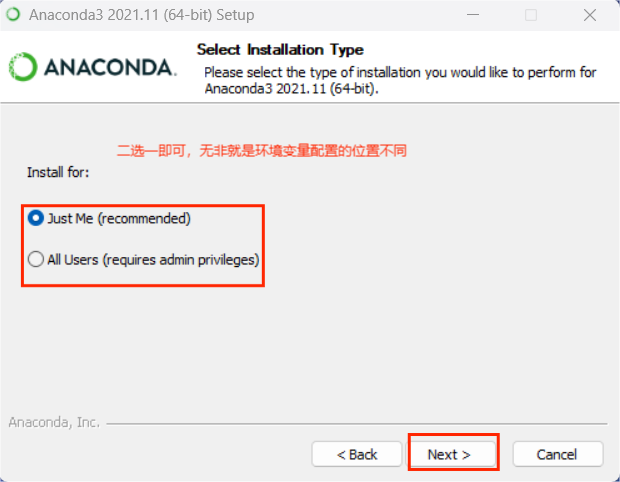 Anaconda3 2021.11 (64-bit) Setup
Select Installation Type
ANACONDA.
Please select the type of installation you would like to perform for
Anaconda3 2021.11 (64-bit).
二选一即可，无非就是环境变量配置的位置不同
Install for:
Just Me (recommended)
All Users (requires admin privileges)
Anaconda, Inc.
< Back
Next >
Cancel